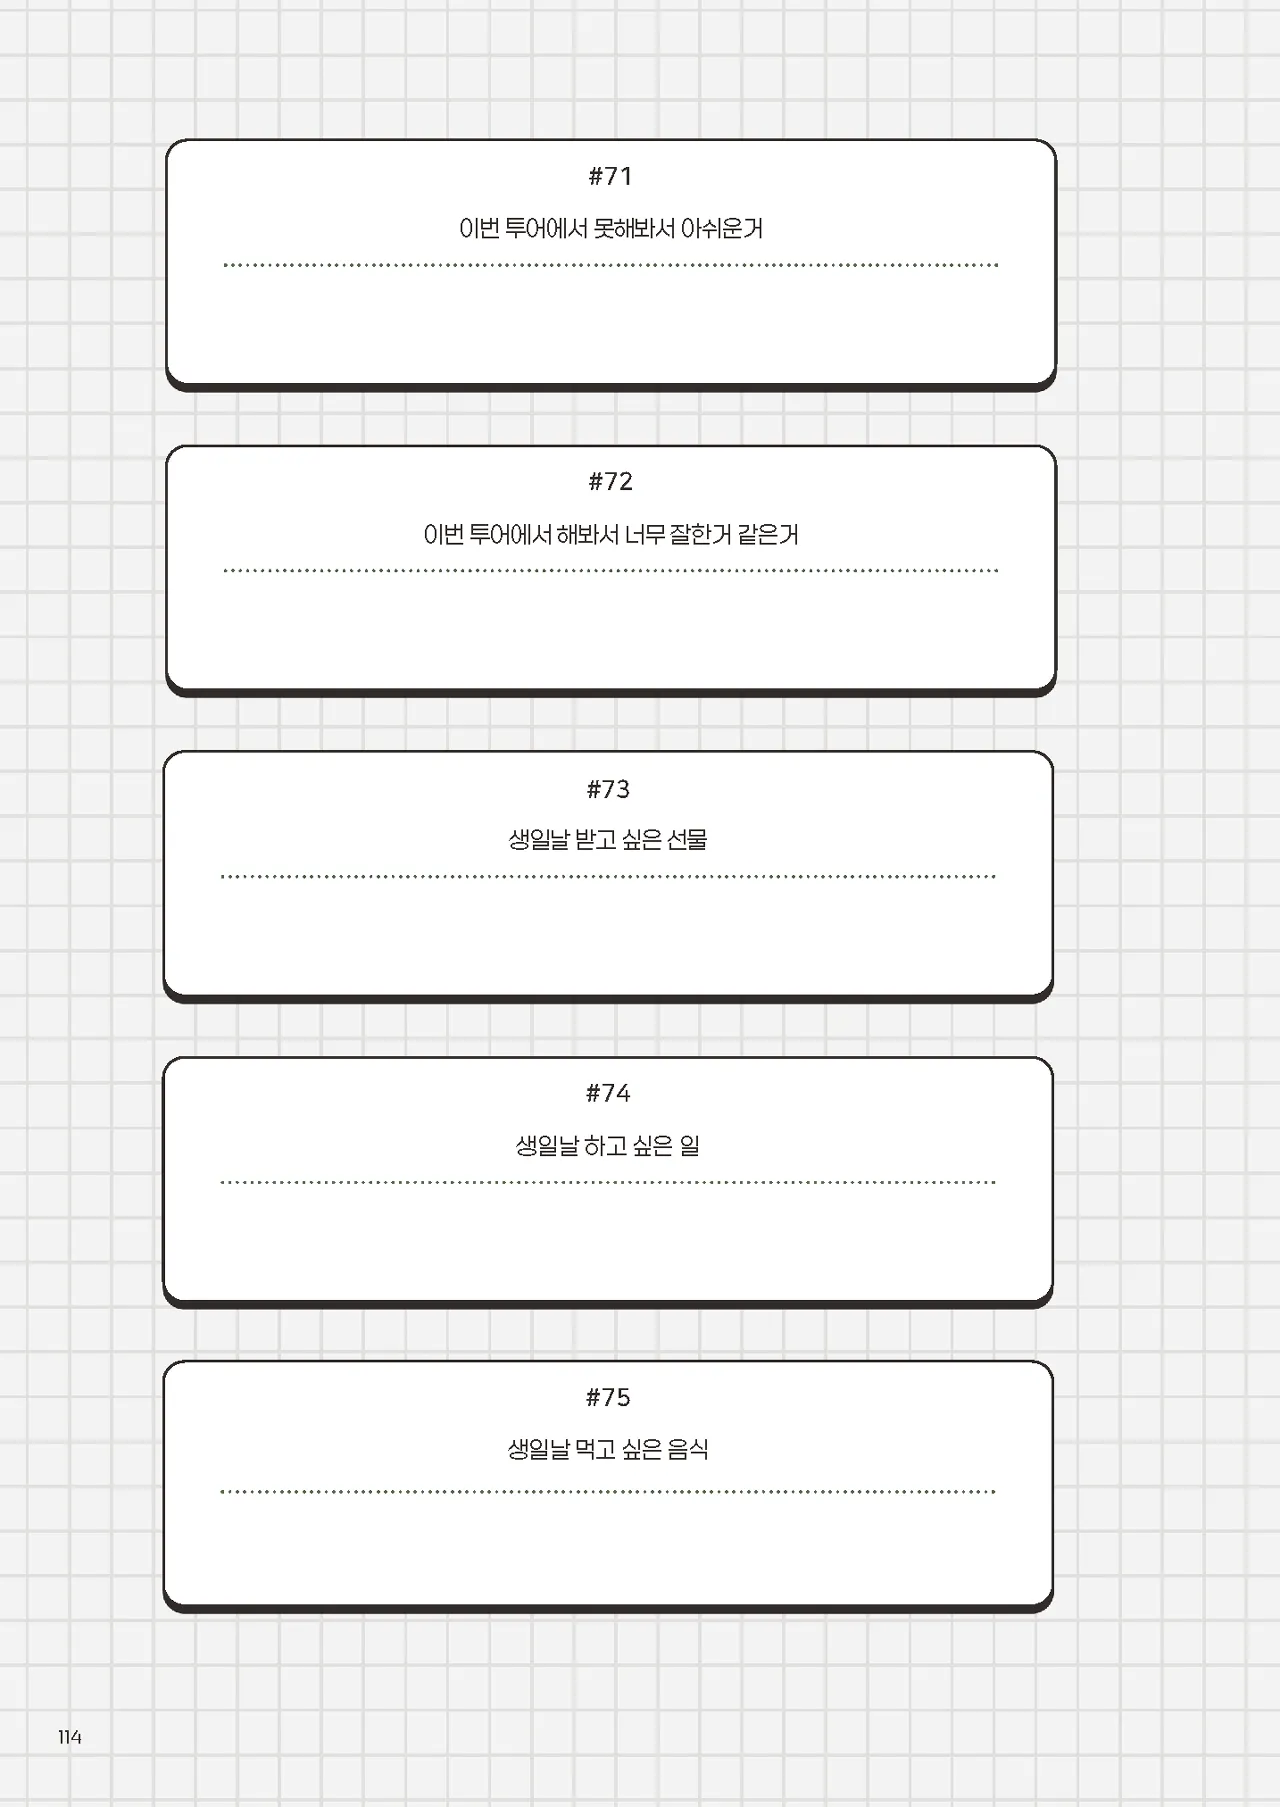 #71
이번 투어에서 못해봐서 아쉬운거
#72
이번 투어에서 해봐서 너무 잘한거 같은거
#73
생일날 받고 싶은 선물
#74
생일날 하고 싶은 일
#75
생일날 먹고 싶은 음식
114